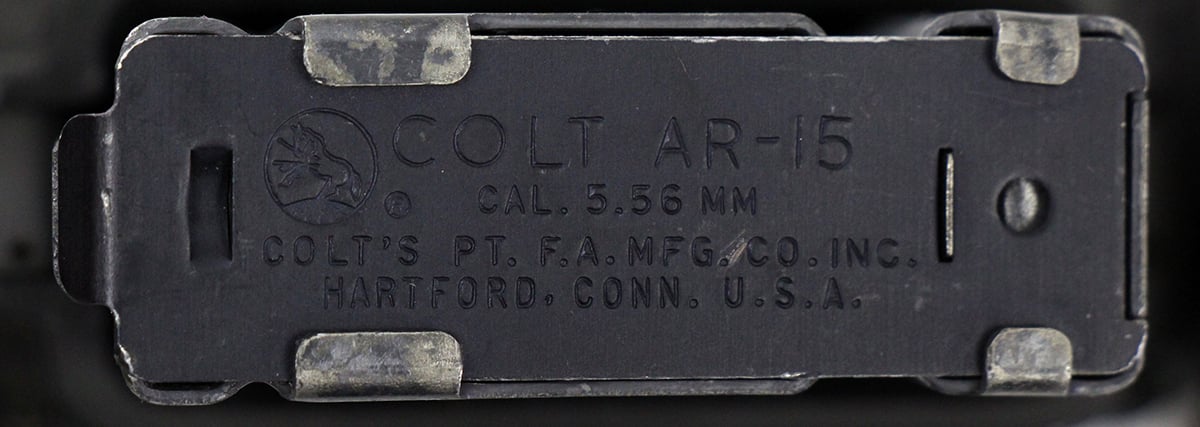 COLT AR-15
® CAL. 5.56 MM
COLT'S PT. F.A. MFG. CO. INC.
HARTFORD, CONN. U.S.A.